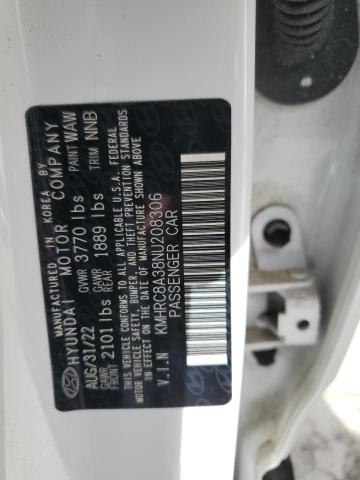 MANUFACTURED IN KOREA BY
HYUNDAI MOTOR COMPANY
AUG/31/22 GVWR 3770 lbs PAINT WAW
GAWR FRONT 2101 lbs GAWR REAR 1889 lbs TRIM NNB
THIS VEHICLE CONFORMS TO ALL APPLICABLE U.S.A. FEDERAL
MOTOR VEHICLE SAFETY, BUMPER, AND THEFT PREVENTION STANDARDS
IN EFFECT ON THE DATE OF MANUFACTURE SHOWN ABOVE
V.I.N KMHRC8A38NU208306
PASSENGER CAR